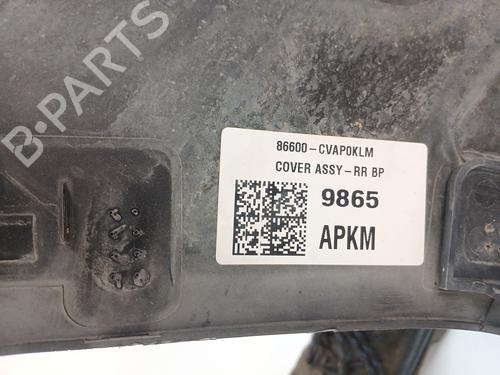 B-PARTS
86600-CVAP0KLM
COVER ASSY-RR BP
9865
APKM